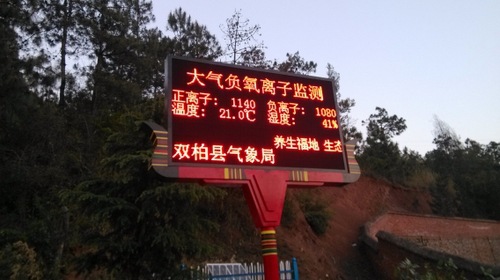 大气负氧离子监测
正离子： 1140 负离子： 1080
温度： 21.0℃ 湿度： 41%
养生福地 生态
双柏县气象局